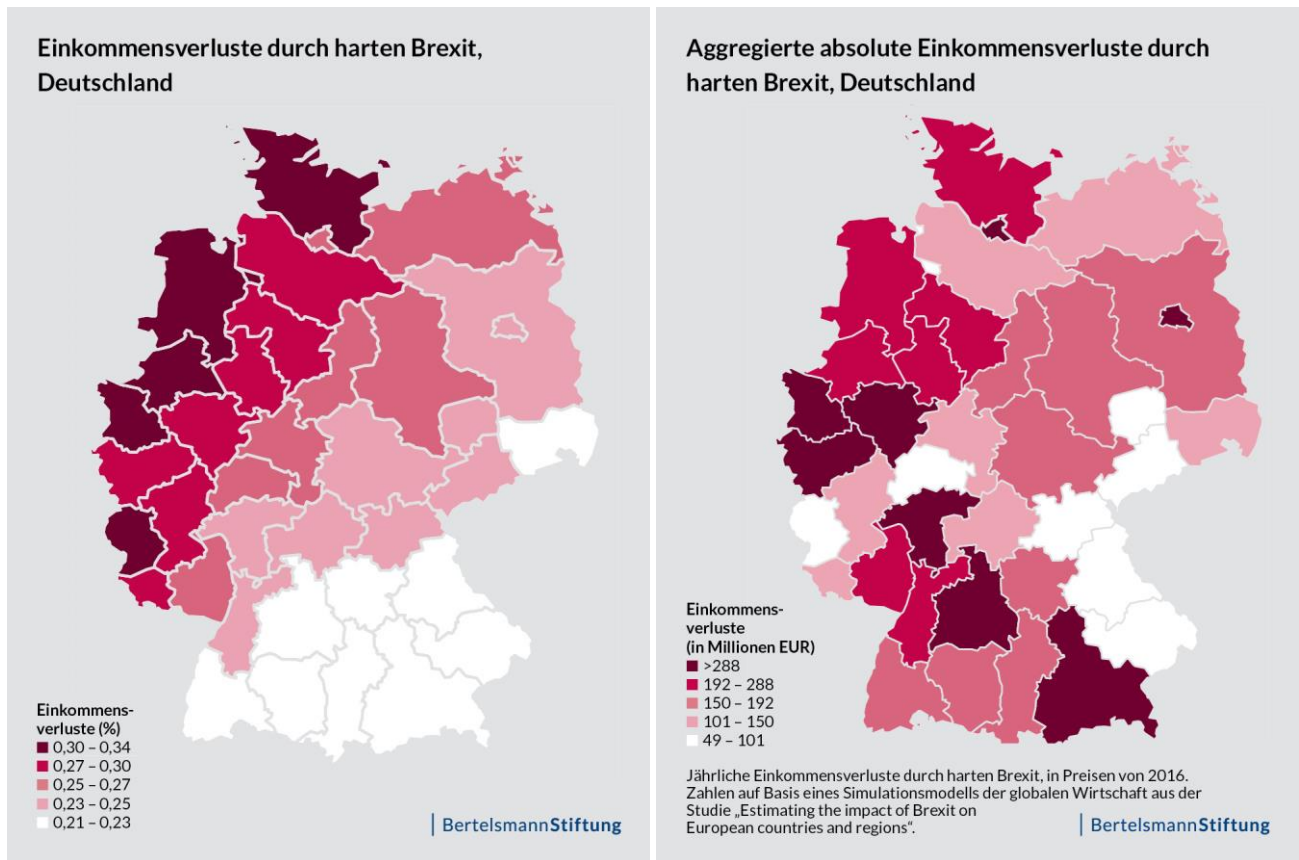 Einkommensverluste durch harten Brexit,
Deutschland
Einkommens-
verluste (%)
0,30 – 0,34
0,27 – 0,30
0,25 – 0,27
0,23 – 0,25
0,21 – 0,23
BertelsmannStiftung
Aggregierte absolute Einkommensverluste durch
harten Brexit, Deutschland
Einkommens-
verluste
(in Millionen EUR)
>288
192 – 288
150 – 192
101 – 150
49 – 101
Jährliche Einkommensverluste durch harten Brexit, in Preisen von 2016.
Zahlen auf Basis eines Simulationsmodells der globalen Wirtschaft aus der
Studie „Estimating the impact of Brexit on
European countries and regions“.
BertelsmannStiftung